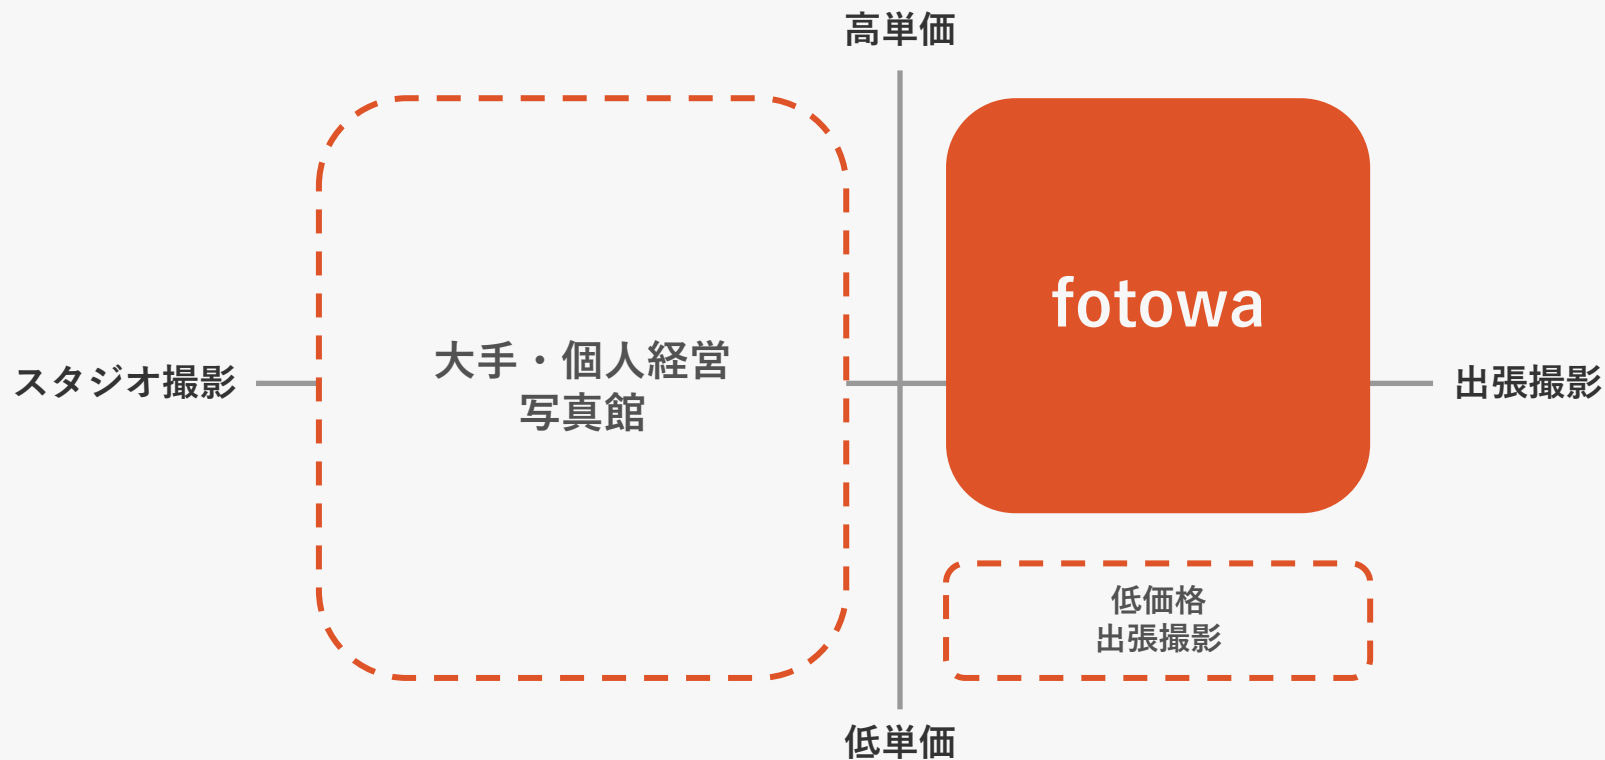 高単価
fotowa
大手・個人経営
写真館
スタジオ撮影
出張撮影
低価格
出張撮影
低単価